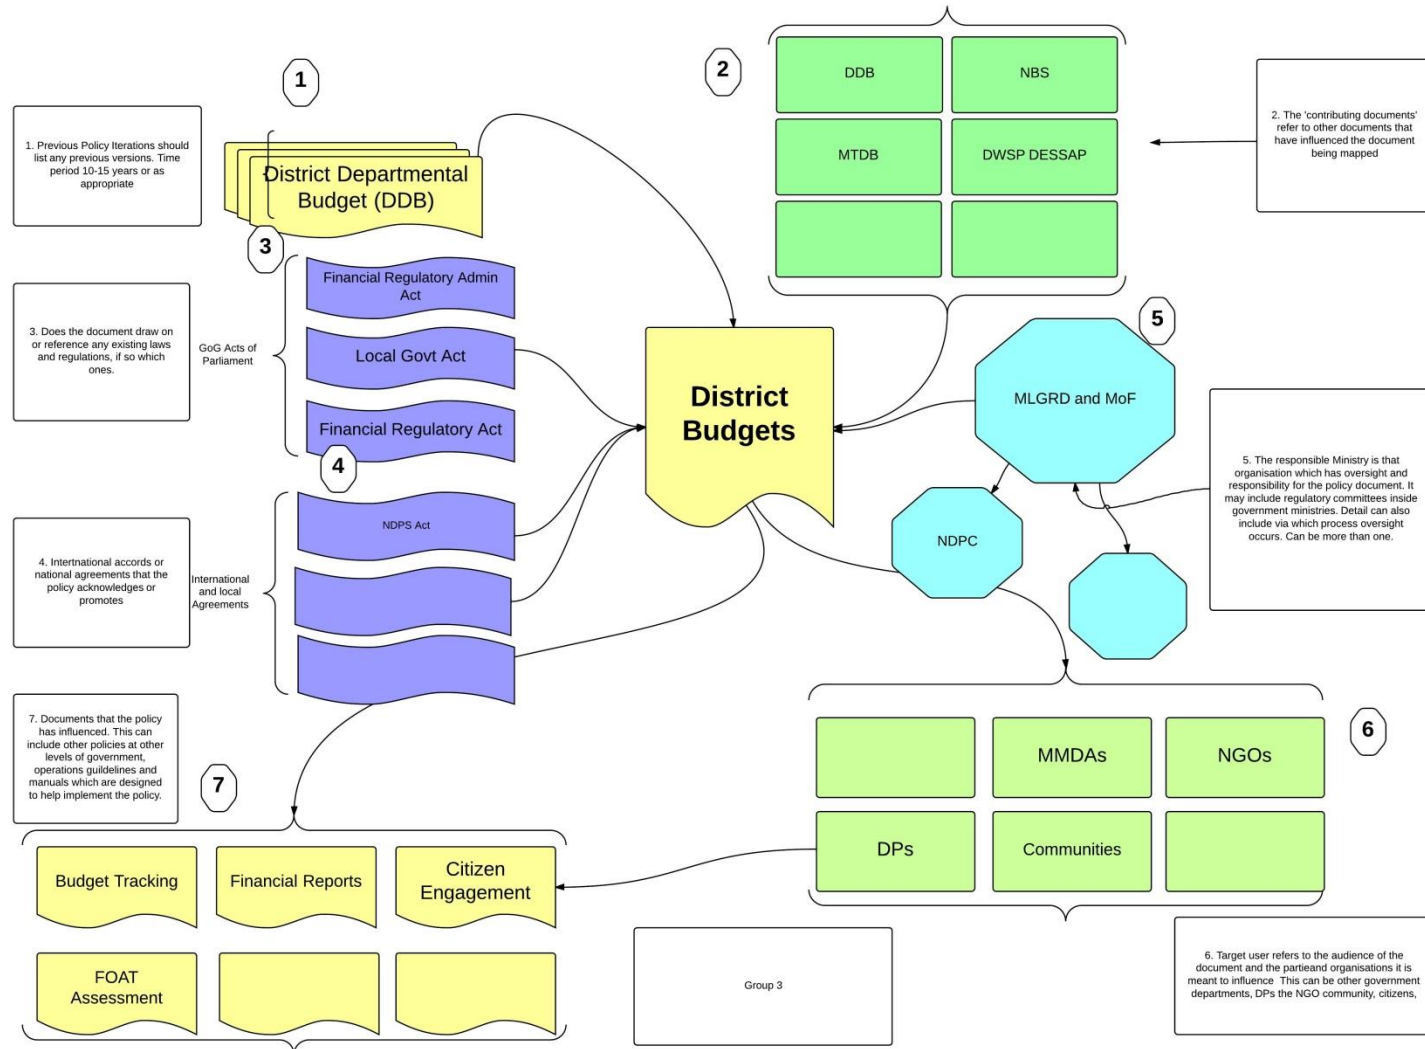 1
2
DDB
NBS
MTDB
DWSP DESSAP
2. The 'contributing documents'
refer to other documents that
have influenced the document
being mapped
1. Previous Policy Iterations should
list any previous versions. Time
period 10-15 years or as
appropriate
District Departmental
Budget (DDB)
3
3. Does the document draw on
or reference any existing laws
and regulations, if so which
ones.
GoG Acts of
Parliament
Financial Regulatory Admin
Act
Local Govt Act
Financial Regulatory Act
District
Budgets
5
MLGRD and MoF
NDPC
5. The responsible Ministry is that
organisation which has oversight and
responsibility for the policy document. It
may include regulatory committees inside
government ministries. Detail can also
include via which process oversight
occurs. Can be more than one.
4
4. Intertnational accords or
national agreements that the
policy acknowledges or
promotes
International
and local
Agreements
NDPS Act
6
MMDAs
NGOs
DPs
Communities
7. Documents that the policy
has influenced. This can
include other policies at other
levels of government,
operations guildelines and
manuals which are designed
to help implement the policy.
7
Budget Tracking
Financial Reports
Citizen
Engagement
FOAT
Assessment
Group 3
6. Target user refers to the audience of the
document and the partieand organisations it is
meant to influence  This can be other government
departments, DPs the NGO community, citizens,